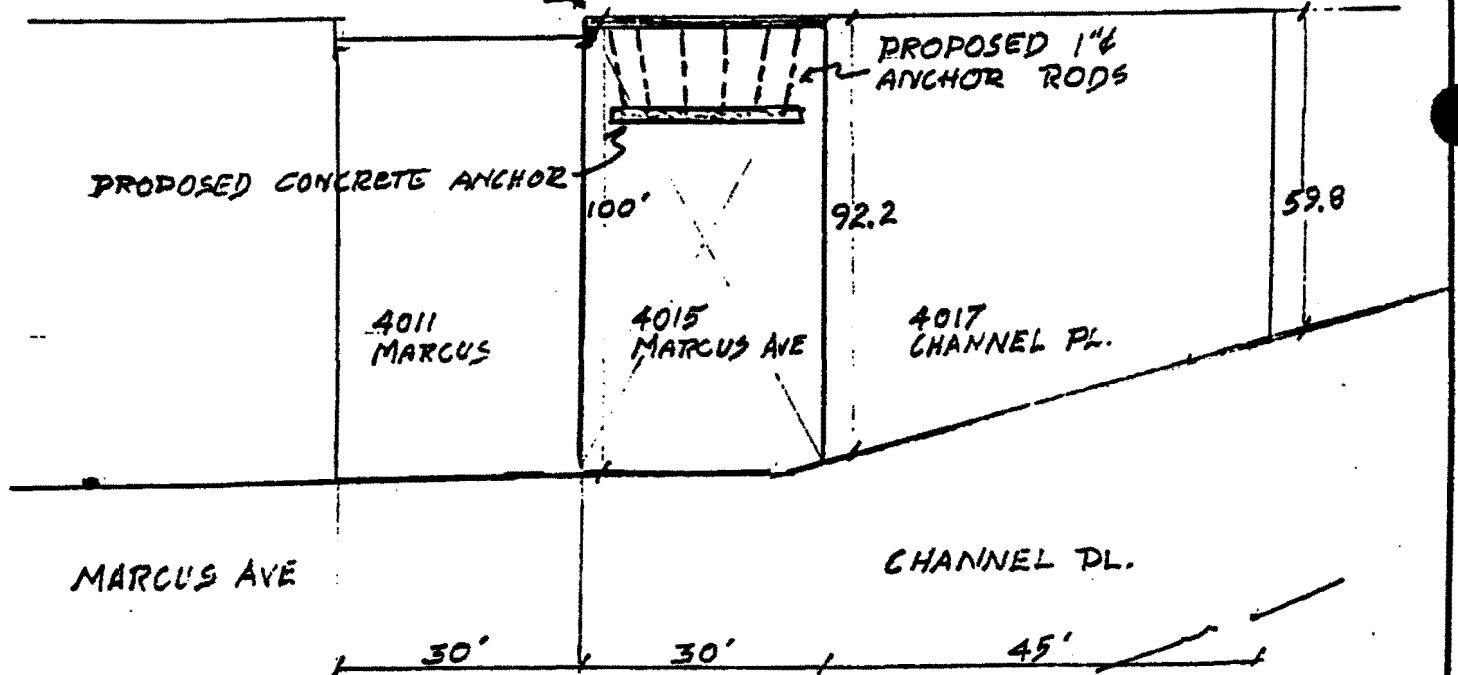 PROPOSED 1"¢
ANCHOR RODS
PROPOSED CONCRETE ANCHOR
100'
92.2
59.8
4011
MARCUS
4015
MARCUS AVE
4017
CHANNEL PL.
MARCUS AVE
CHANNEL PL.
30'
30'
45'